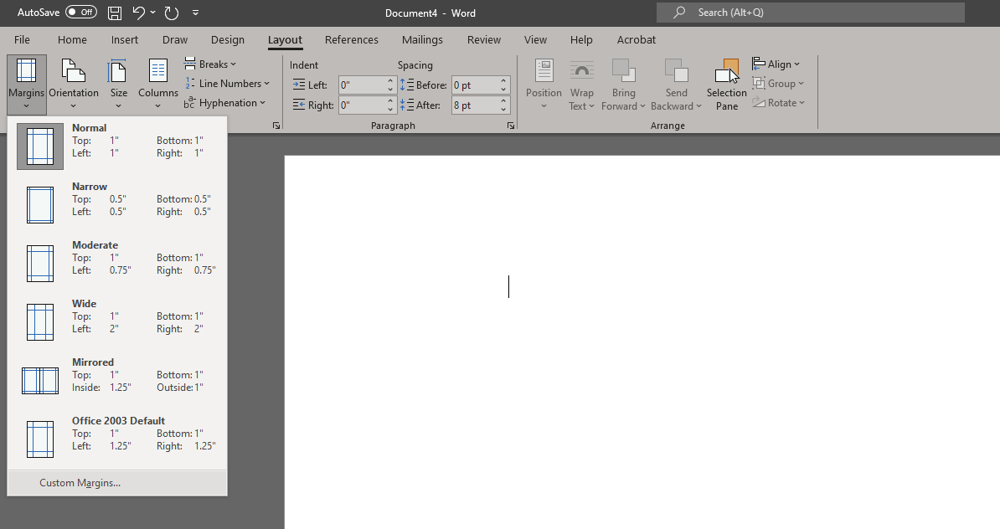 AutoSave Off Document4 - Word Search (Alt+Q)
File Home Insert Draw Design Layout References Mailings Review View Help Acrobat
Margins
Orientation
Size
Columns
Breaks
Line Numbers
Hyphenation
Indent
Left: 0"
Right: 0"
Spacing
Before: 0 pt
After: 8 pt
Paragraph
Position
Wrap
Text
Bring
Forward
Send
Backward
Selection
Pane
Align
Group
Rotate
Arrange
Normal
Top: 1" Bottom: 1"
Left: 1" Right: 1"
Narrow
Top: 0.5" Bottom: 0.5"
Left: 0.5" Right: 0.5"
Moderate
Top: 1" Bottom: 1"
Left: 0.75" Right: 0.75"
Wide
Top: 1" Bottom: 1"
Left: 2" Right: 2"
Mirrored
Top: 1" Bottom: 1"
Inside: 1.25" Outside: 1"
Office 2003 Default
Top: 1" Bottom: 1"
Left: 1.25" Right: 1.25"
Custom Margins...